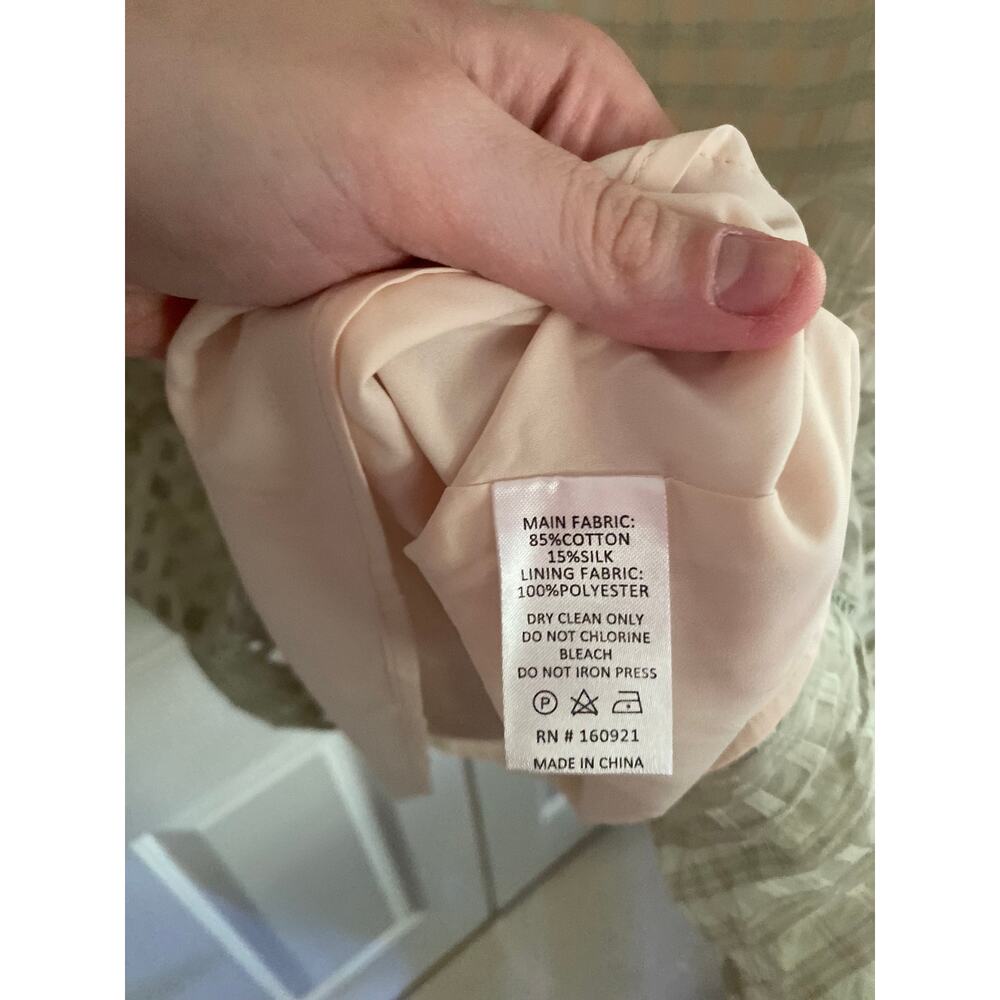 MAIN FABRIC:
85%COTTON
15%SILK
LINING FABRIC:
100%POLYESTER
DRY CLEAN ONLY
DO NOT CHLORINE
BLEACH
DO NOT IRON PRESS
P
RN # 160921
MADE IN CHINA